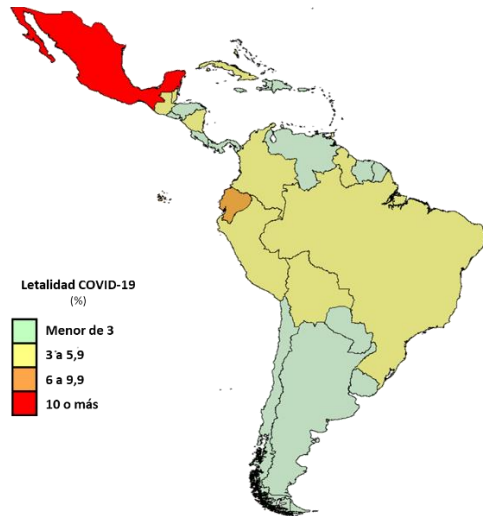 Letalidad COVID-19
(%)
Menor de 3
3 a 5,9
6 a 9,9
10 o más